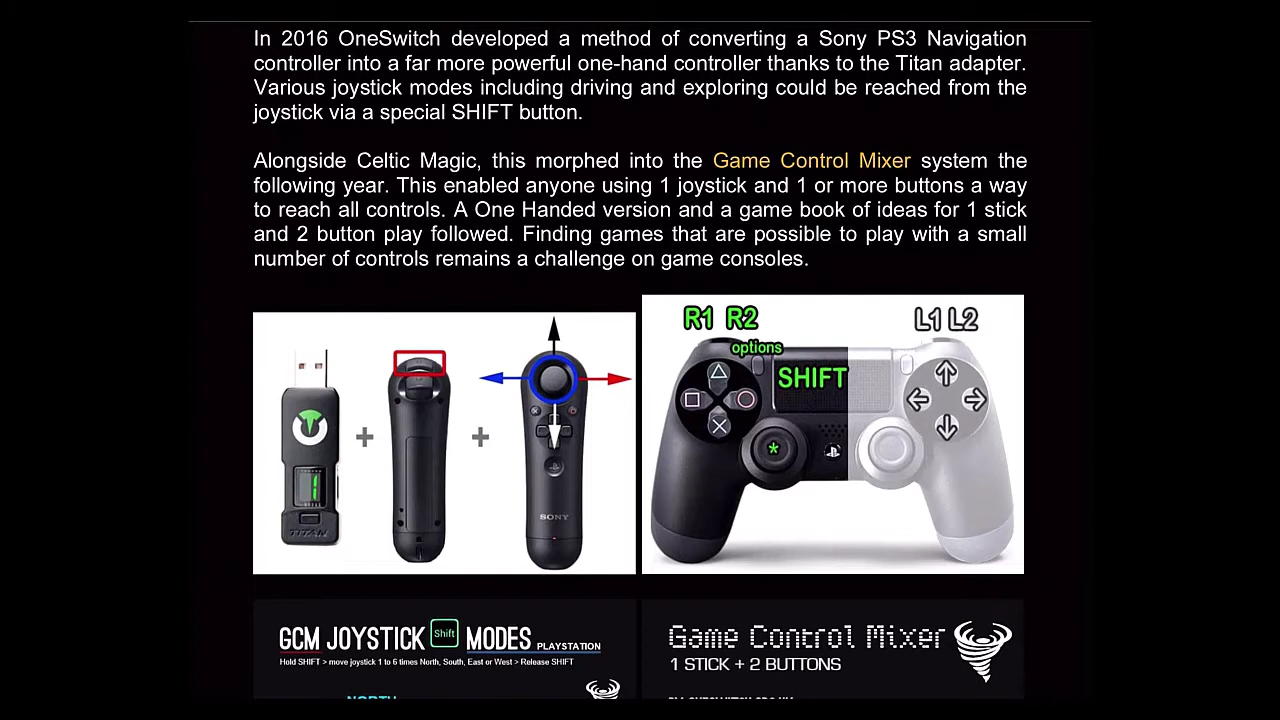 In 2016 OneSwitch developed a method of converting a Sony PS3 Navigation
controller into a far more powerful one-hand controller thanks to the Titan adapter.
Various joystick modes including driving and exploring could be reached from the
joystick via a special SHIFT button.
Alongside Celtic Magic, this morphed into the Game Control Mixer system the
following year. This enabled anyone using 1 joystick and 1 or more buttons a way
to reach all controls. A One Handed version and a game book of ideas for 1 stick
and 2 button play followed. Finding games that are possible to play with a small
number of controls remains a challenge on game consoles.
R1 R2
L1 L2
options
SHIFT
*
+
+
1
TITAN
SONY
GCM JOYSTICK Shift MODES PLAYSTATION
Hold SHIFT > move joystick 1 to 6 times North, South, East or West > Release SHIFT
NORTH
Game Control Mixer
1 STICK + 2 BUTTONS